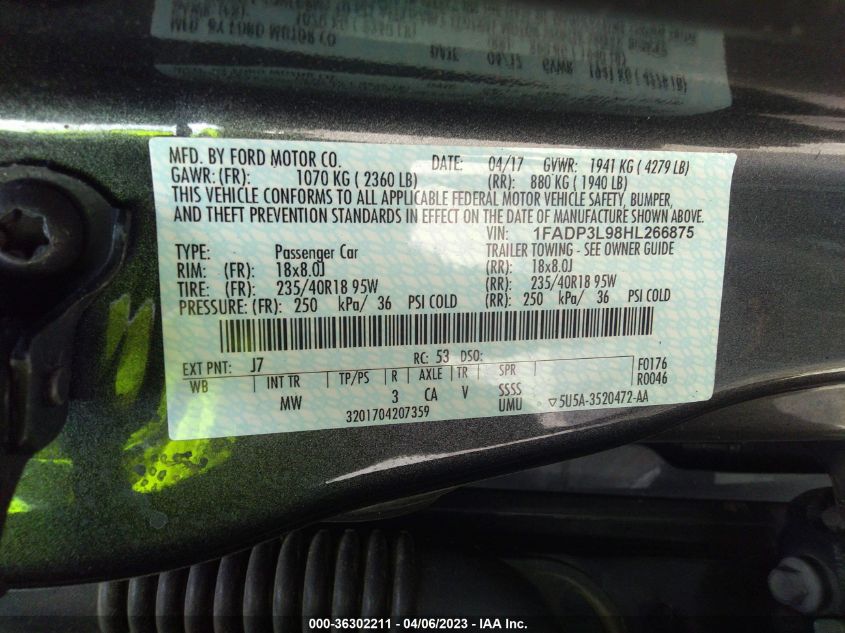 MFD. BY FORD MOTOR CO.
DATE: 04/17 GVWR: 1941 KG ( 4279 LB)
GAWR: (FR): 1070 KG ( 2360 LB) (RR): 880 KG ( 1940 LB)
THIS VEHICLE CONFORMS TO ALL APPLICABLE FEDERAL MOTOR VEHICLE SAFETY, BUMPER,
AND THEFT PREVENTION STANDARDS IN EFFECT ON THE DATE OF MANUFACTURE SHOWN ABOVE.
VIN: 1FADP3L98HL266875
TYPE: Passenger Car TRAILER TOWING - SEE OWNER GUIDE
RIM: (FR): 18x8.0J (RR): 18x8.0J
TIRE: (FR): 235/40R18 95W (RR): 235/40R18 95W
PRESSURE: (FR): 250 kPa/ 36 PSI COLD (RR): 250 kPa/ 36 PSI COLD
EXT PNT: J7 RC: 53 DSO: F0176
WB INT TR TP/PS R AXLE TR SPR R0046
MW 3 CA V SSSS
UMU
3201704207359
▽5U5A-3520472-AA
000-36302211 - 04/06/2023 - IAA Inc.